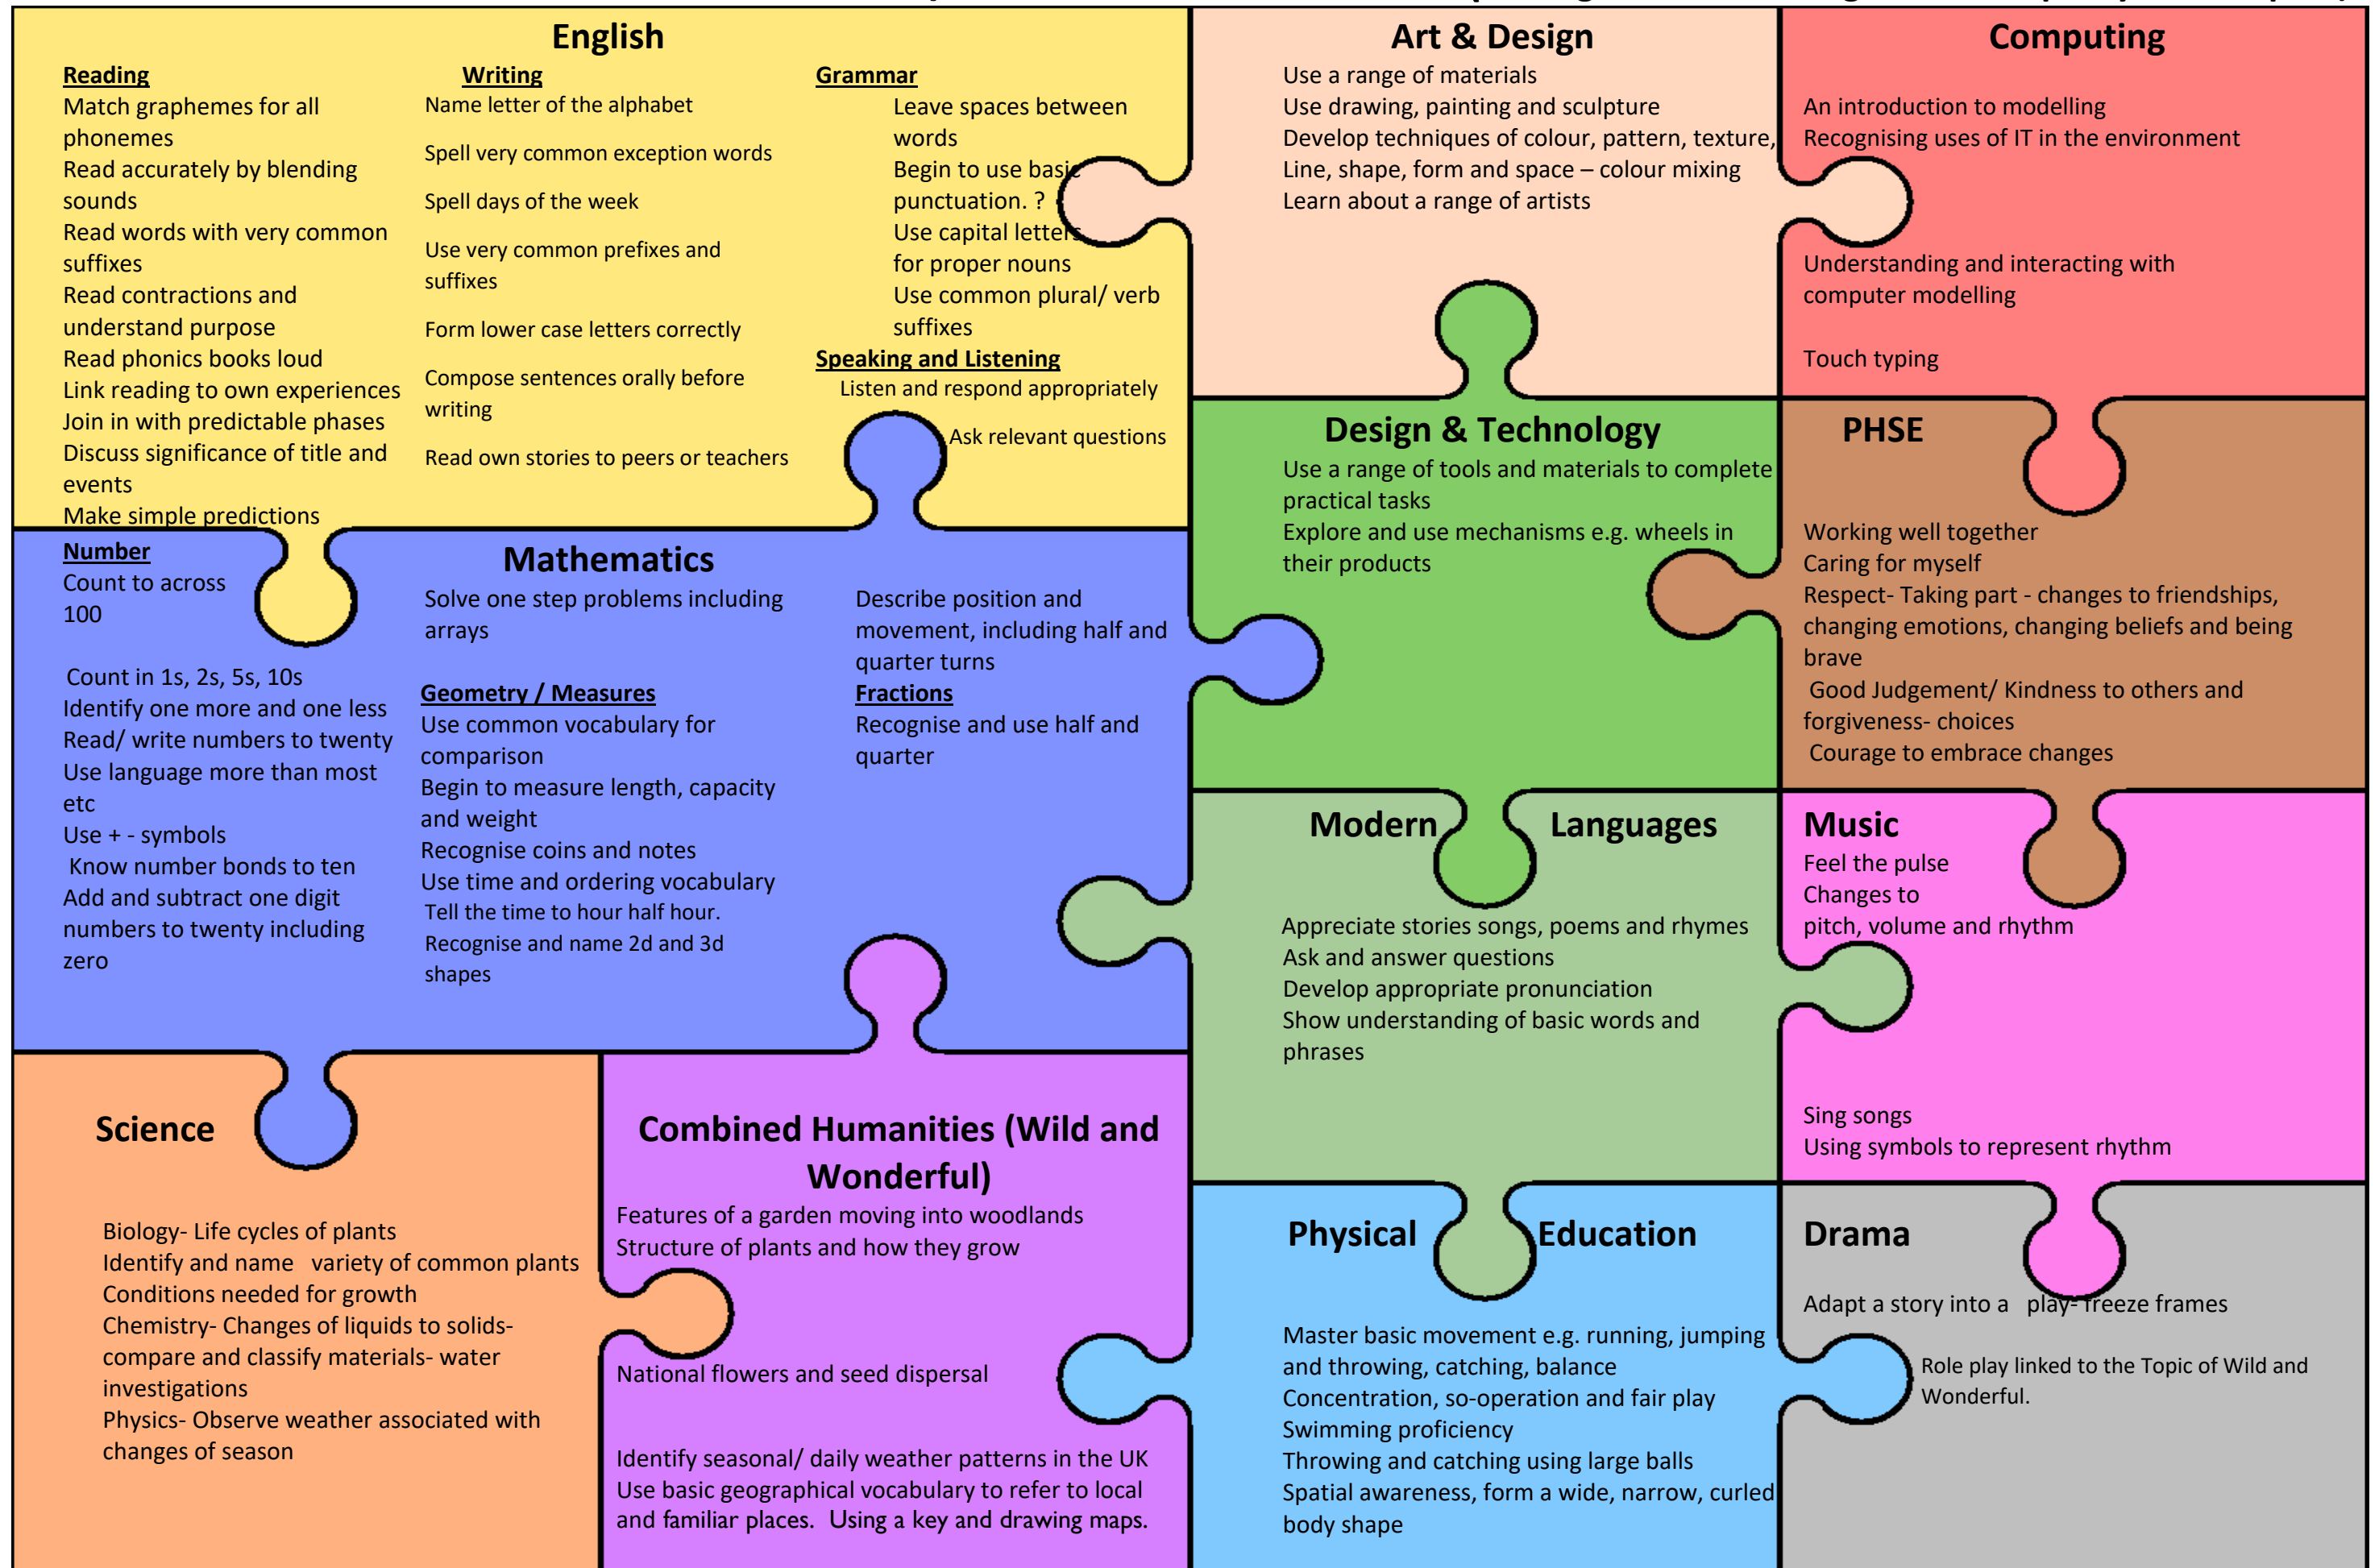 English
Reading
Match graphemes for all
phonemes
Read accurately by blending
sounds
Read words with very common
suffixes
Read contractions and
understand purpose
Read phonics books loud
Link reading to own experiences
Join in with predictable phases
Discuss significance of title and
events
Make simple predictions
Writing
Name letter of the alphabet
Spell very common exception words
Spell days of the week
Use very common prefixes and
suffixes
Form lower case letters correctly
Compose sentences orally before
writing
Read own stories to peers or teachers
Grammar
Leave spaces between
words
Begin to use basic
punctuation. ?
Use capital letters
for proper nouns
Use common plural/ verb
suffixes
Speaking and Listening
Listen and respond appropriately
Ask relevant questions
Art & Design
Use a range of materials
Use drawing, painting and sculpture
Develop techniques of colour, pattern, texture,
Line, shape, form and space – colour mixing
Learn about a range of artists
Computing
An introduction to modelling
Recognising uses of IT in the environment
Understanding and interacting with
computer modelling
Touch typing
Design & Technology
Use a range of tools and materials to complete
practical tasks
Explore and use mechanisms e.g. wheels in
their products
PHSE
Working well together
Caring for myself
Respect- Taking part - changes to friendships,
changing emotions, changing beliefs and being
brave
Good Judgement/ Kindness to others and
forgiveness- choices
Courage to embrace changes
Mathematics
Number
Count to across
100
Count in 1s, 2s, 5s, 10s
Identify one more and one less
Read/ write numbers to twenty
Use language more than most
etc
Use + - symbols
Know number bonds to ten
Add and subtract one digit
numbers to twenty including
zero
Solve one step problems including
arrays
Geometry / Measures
Use common vocabulary for
comparison
Begin to measure length, capacity
and weight
Recognise coins and notes
Use time and ordering vocabulary
Tell the time to hour half hour.
Recognise and name 2d and 3d
shapes
Describe position and
movement, including half and
quarter turns
Fractions
Recognise and use half and
quarter
Modern Languages
Appreciate stories songs, poems and rhymes
Ask and answer questions
Develop appropriate pronunciation
Show understanding of basic words and
phrases
Music
Feel the pulse
Changes to
pitch, volume and rhythm
Sing songs
Using symbols to represent rhythm
Science
Biology- Life cycles of plants
Identify and name variety of common plants
Conditions needed for growth
Chemistry- Changes of liquids to solids-
compare and classify materials- water
investigations
Physics- Observe weather associated with
changes of season
Combined Humanities (Wild and
Wonderful)
Features of a garden moving into woodlands
Structure of plants and how they grow
National flowers and seed dispersal
Identify seasonal/ daily weather patterns in the UK
Use basic geographical vocabulary to refer to local
and familiar places. Using a key and drawing maps.
Physical Education
Master basic movement e.g. running, jumping
and throwing, catching, balance
Concentration, so-operation and fair play
Swimming proficiency
Throwing and catching using large balls
Spatial awareness, form a wide, narrow, curled
body shape
Drama
Adapt a story into a play- freeze frames
Role play linked to the Topic of Wild and
Wonderful.